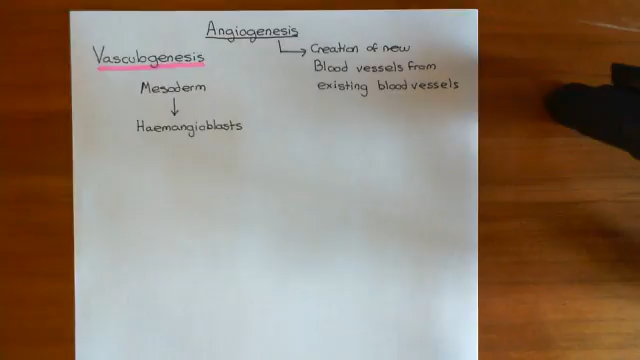 Angiogenesis
Creation of new
Blood vessels from
existing blood vessels
Vasculogenesis
Mesoderm
Haemangioblasts